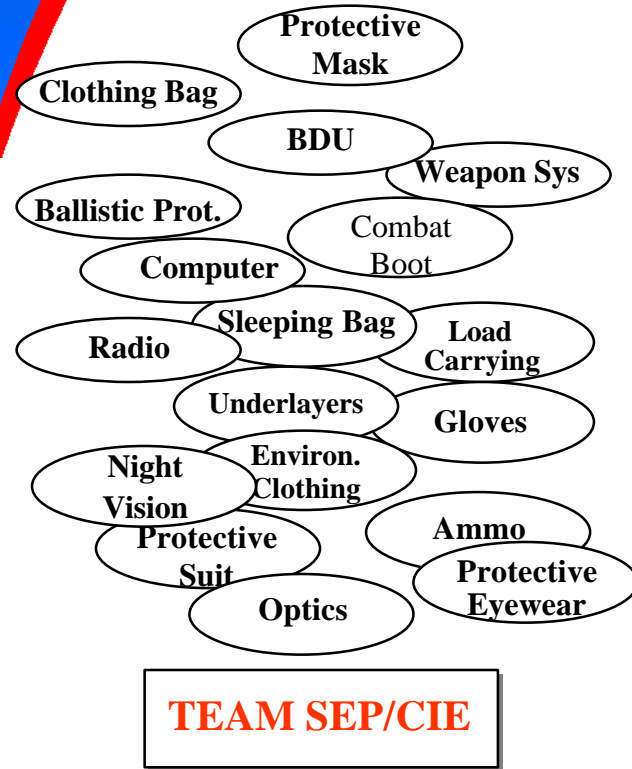 Protective
Mask
Clothing Bag
BDU
Weapon Sys
Ballistic Prot.
Combat
Boot
Computer
Sleeping Bag
Load
Carrying
Radio
Underlayers
Gloves
Environ.
Clothing
Night
Vision
Ammo
Protective
Suit
Protective
Eyewear
Optics
TEAM SEP/CIE